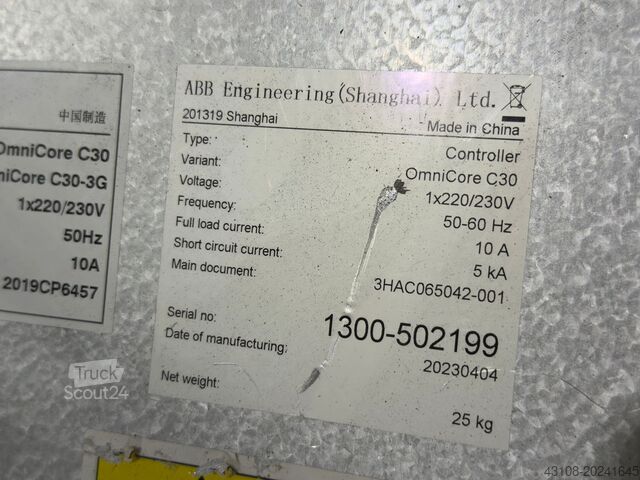 中国制造
OmniCore C30
niCore C30-3G
1x220/230V
50Hz
10A
2019CP6457
ABB Engineering(Shanghai) Ltd.
201319 Shanghai
Made in China
Type: Controller
Variant: OmniCore C30
Voltage: 1x220/230V
Frequency: 50-60 Hz
Full load current: 10 A
Short circuit current: 5 kA
Main document: 3HAC065042-001
Serial no: 1300-502199
Date of manufacturing: 20230404
Net weight: 25 kg
Truck
Scout24
43108-20241645